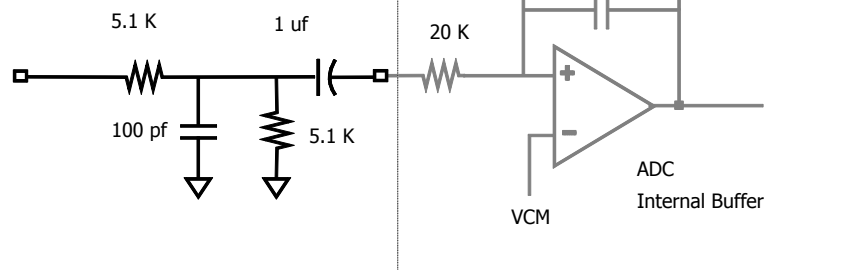 5.1 K
1 uf
20 K
100 pf
5.1 K
+
−
ADC
Internal Buffer
VCM